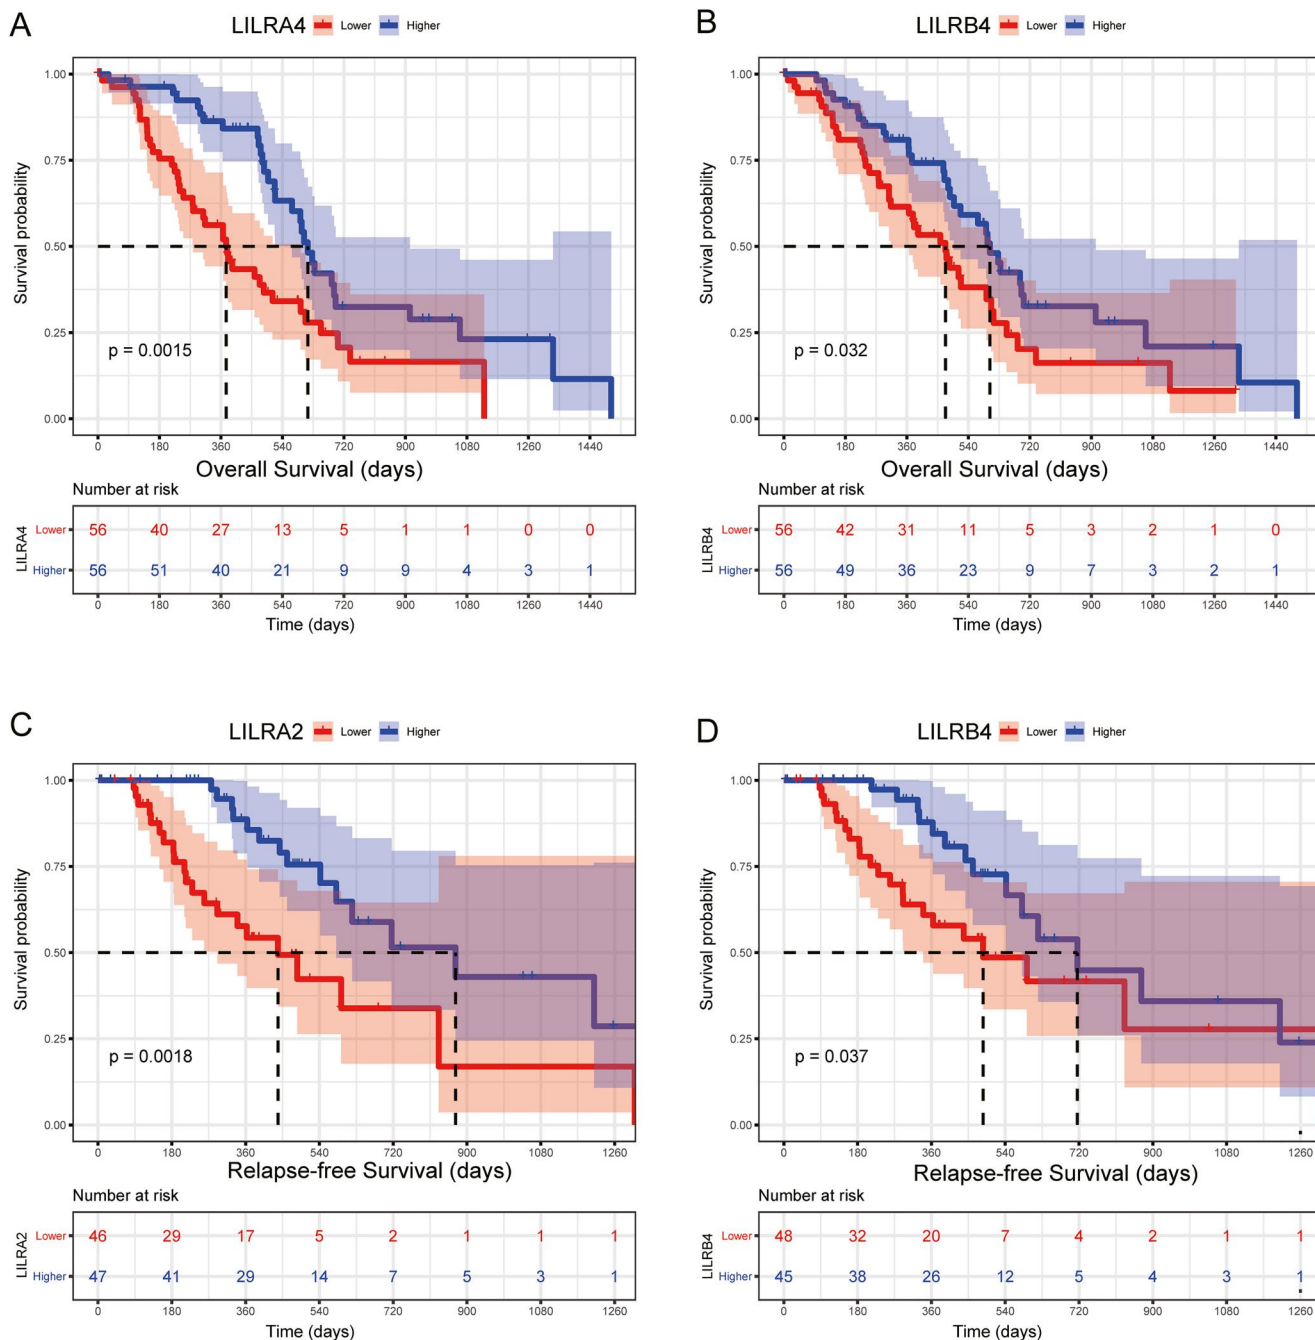 A
LILRA4 Lower Higher
1.00
0.75
0.50
0.25
0.00
Survival probability
p = 0.0015
0 180 360 540 720 900 1080 1260 1440
Overall Survival (days)
Number at risk
LILRA4
Lower 56 40 27 13 5 1 1 0 0
Higher 56 51 40 21 9 9 4 3 1
0 180 360 540 720 900 1080 1260 1440
Time (days)
B
LILRB4 Lower Higher
1.00
0.75
0.50
0.25
0.00
Survival probability
p = 0.032
0 180 360 540 720 900 1080 1260 1440
Overall Survival (days)
Number at risk
LILRB4
Lower 56 42 31 11 5 3 2 1 0
Higher 56 49 36 23 9 7 3 2 1
0 180 360 540 720 900 1080 1260 1440
Time (days)
C
LILRA2 Lower Higher
1.00
0.75
0.50
0.25
0.00
Survival probability
p = 0.0018
0 180 360 540 720 900 1080 1260
Relapse-free Survival (days)
Number at risk
LILRA2
Lower 46 29 17 5 2 1 1 1
Higher 47 41 29 14 7 5 3 1
0 180 360 540 720 900 1080 1260
Time (days)
D
LILRB4 Lower Higher
1.00
0.75
0.50
0.25
0.00
Survival probability
p = 0.037
0 180 360 540 720 900 1080 1260
Relapse-free Survival (days)
Number at risk
LILRB4
Lower 48 32 20 7 4 2 1 1
Higher 45 38 26 12 5 4 3 1
0 180 360 540 720 900 1080 1260
Time (days)